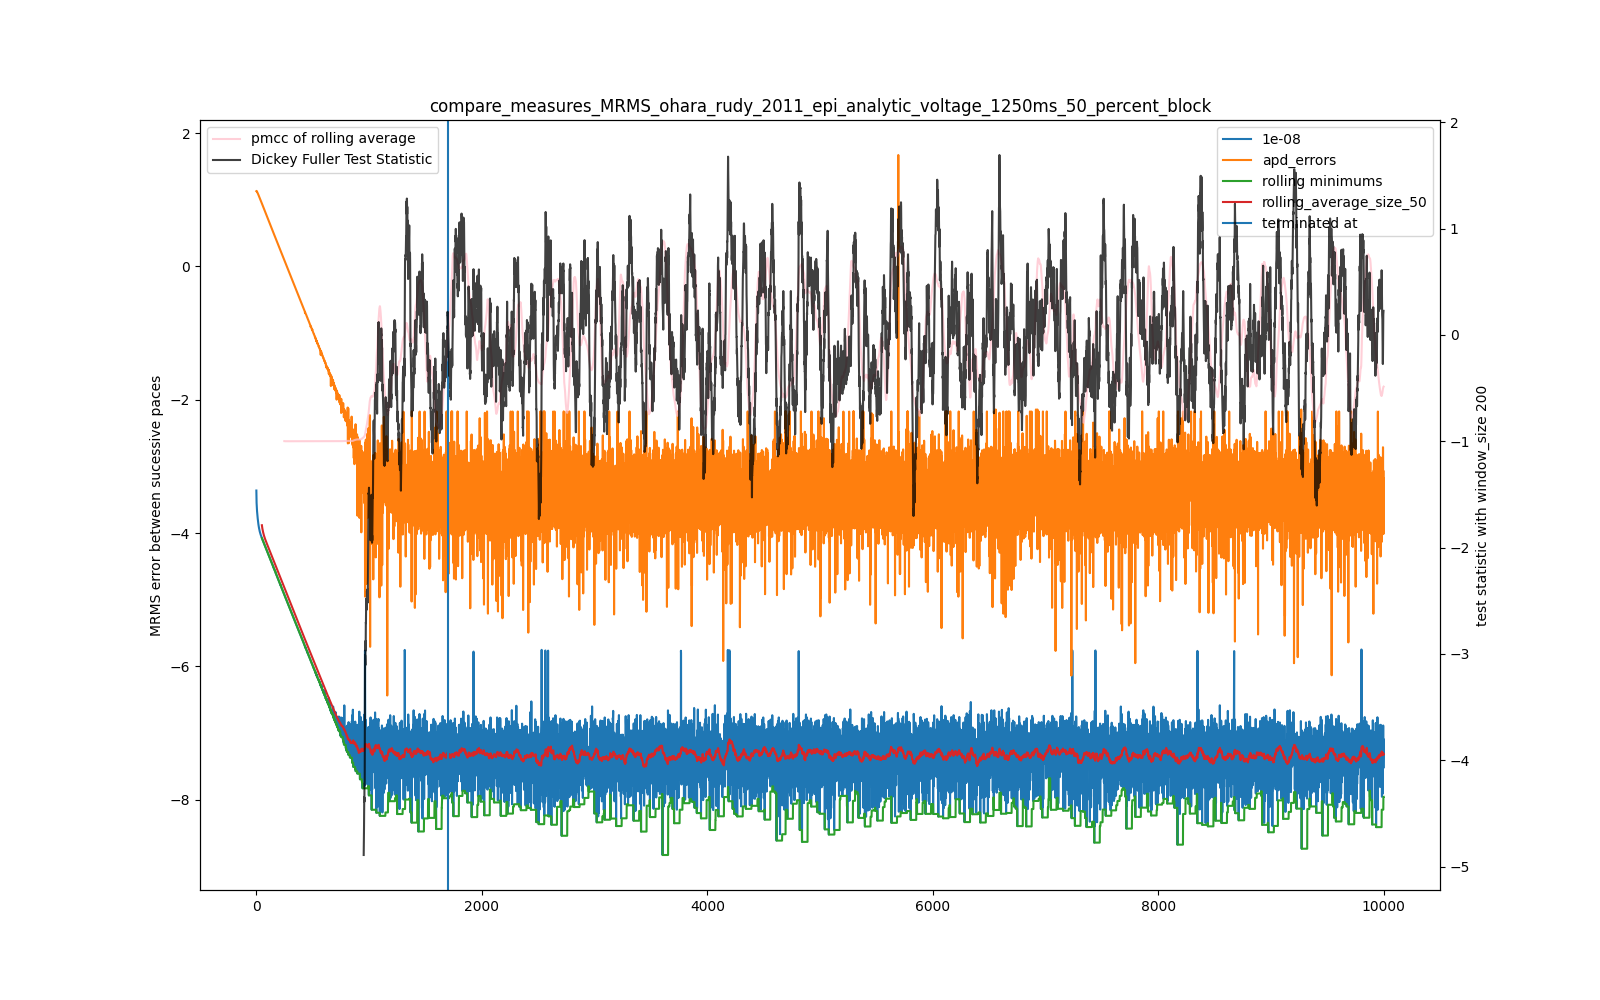 compare_measures_MRMS_ohara_rudy_2011_epi_analytic_voltage_1250ms_50_percent_block
pmcc of rolling average
Dickey Fuller Test Statistic
1e-08
apd_errors
rolling minimums
rolling_average_size_50
terminated at
MRMS error between sucessive paces
2
0
−2
−4
−6
−8
2
1
0
−1
−2
−3
−4
−5
test statistic with window_size 200
0
2000
4000
6000
8000
10000